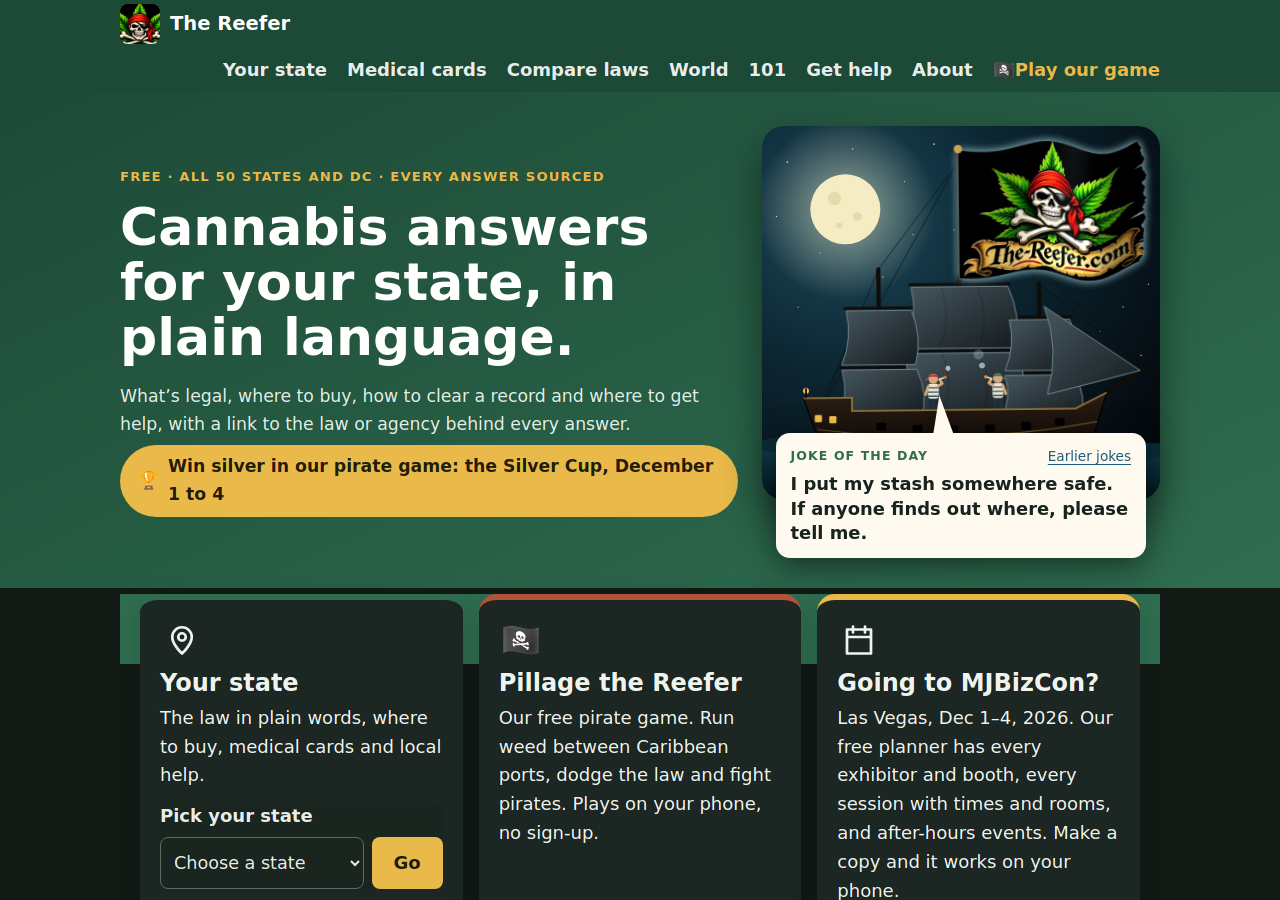 The Reefer
Your state Medical cards Compare laws World 101 Get help About Play our game
FREE · ALL 50 STATES AND DC · EVERY ANSWER SOURCED
Cannabis answers
for your state, in
plain language.
What’s legal, where to buy, how to clear a record and where to get
help, with a link to the law or agency behind every answer.
Win silver in our pirate game: the Silver Cup, December
1 to 4
The-Reefer.com
JOKE OF THE DAY Earlier jokes
I put my stash somewhere safe.
If anyone finds out where, please
tell me.
Your state
The law in plain words, where
to buy, medical cards and local
help.
Pick your state
Choose a state Go
Pillage the Reefer
Our free pirate game. Run
weed between Caribbean
ports, dodge the law and fight
pirates. Plays on your phone,
no sign-up.
Going to MJBizCon?
Las Vegas, Dec 1–4, 2026. Our
free planner has every
exhibitor and booth, every
session with times and rooms,
and after-hours events. Make a
copy and it works on your
phone.